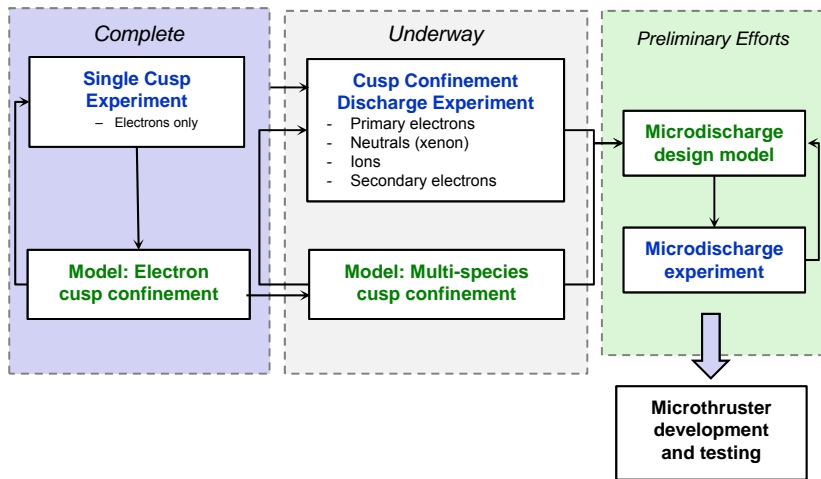 Complete
Single Cusp
Experiment
– Electrons only
Model: Electron
cusp confinement
Underway
Cusp Confinement
Discharge Experiment
- Primary electrons
- Neutrals (xenon)
- Ions
- Secondary electrons
Model: Multi-species
cusp confinement
Preliminary Efforts
Microdischarge
design model
Microdischarge
experiment
Microthruster
development
and testing